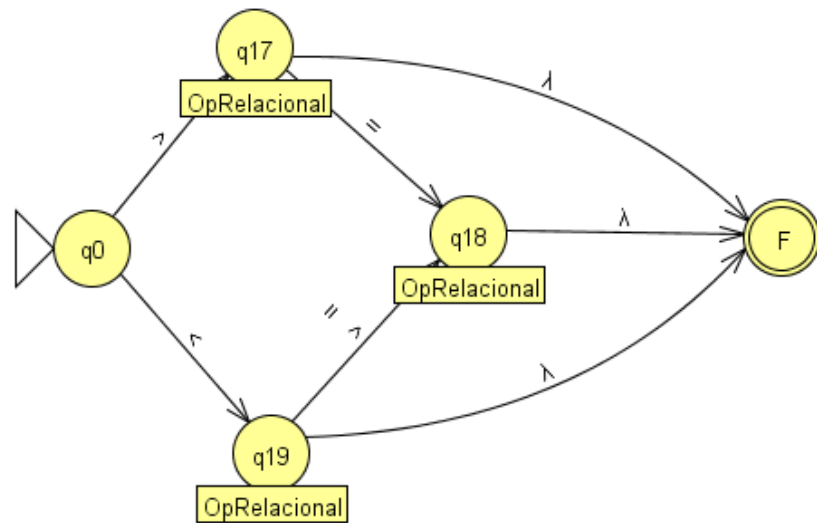 q17
OpRelacional
λ
=
>
q0
q18
OpRelacional
λ
F
<
=
>
λ
q19
OpRelacional